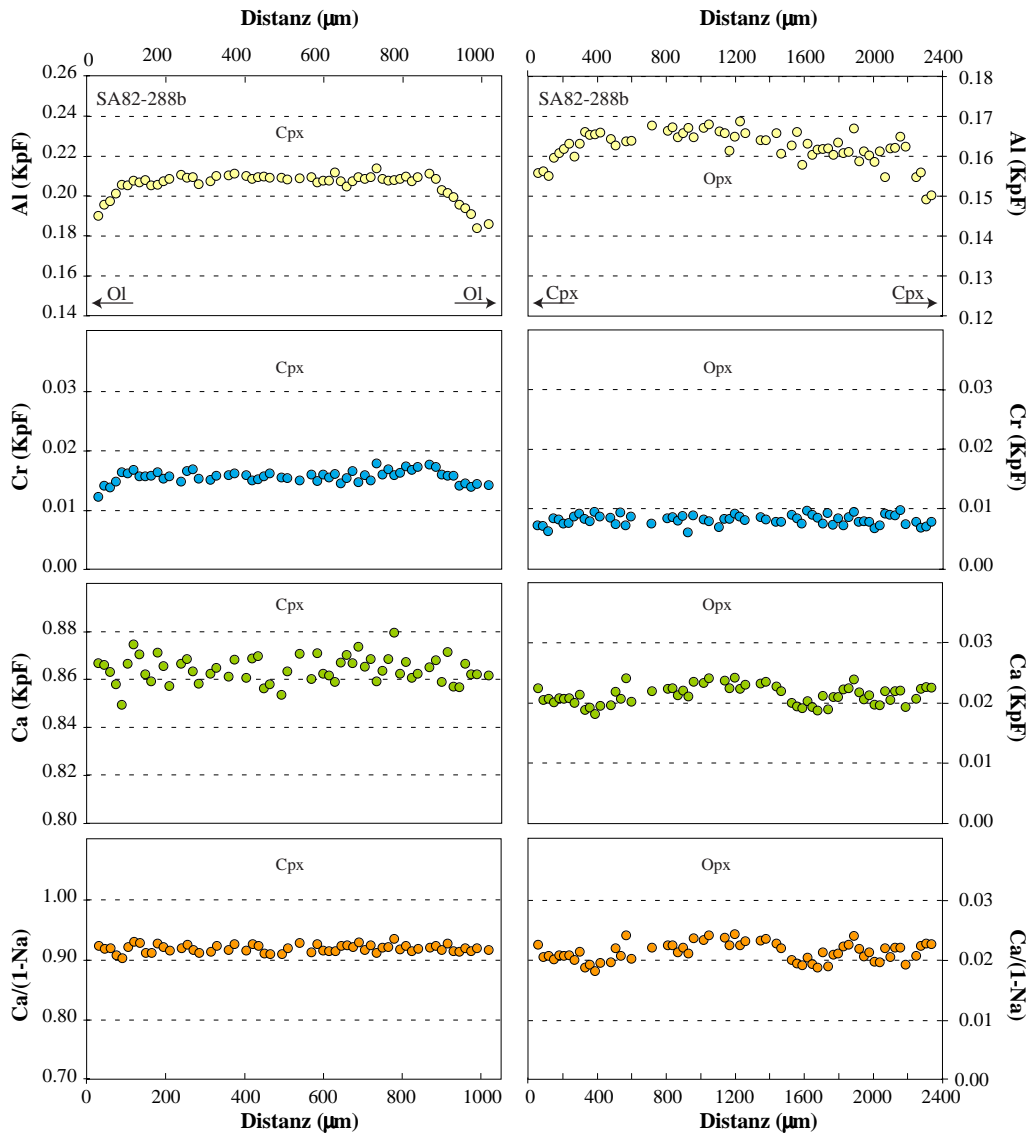 Distanz (µm)
Distanz (µm)
0 200 400 600 800 1000
0 400 800 1200 1600 2000 2400
0.26
0.24
0.22
0.20
0.18
0.16
0.14
Al (KpF)
SA82-288b
Cpx
Ol
Ol
SA82-288b
Opx
Cpx
Cpx
0.18
0.17
0.16
0.15
0.14
0.13
0.12
Al (KpF)
0.03
0.02
0.01
0.00
Cr (KpF)
Cpx
Opx
0.03
0.02
0.01
0.00
Cr (KpF)
0.88
0.86
0.84
0.82
0.80
Ca (KpF)
Cpx
Opx
0.03
0.02
0.01
0.00
Ca (KpF)
1.00
0.90
0.80
0.70
Ca/(1-Na)
Cpx
Opx
0.03
0.02
0.01
0.00
Ca/(1-Na)
0 200 400 600 800 1000
0 400 800 1200 1600 2000 2400
Distanz (µm)
Distanz (µm)